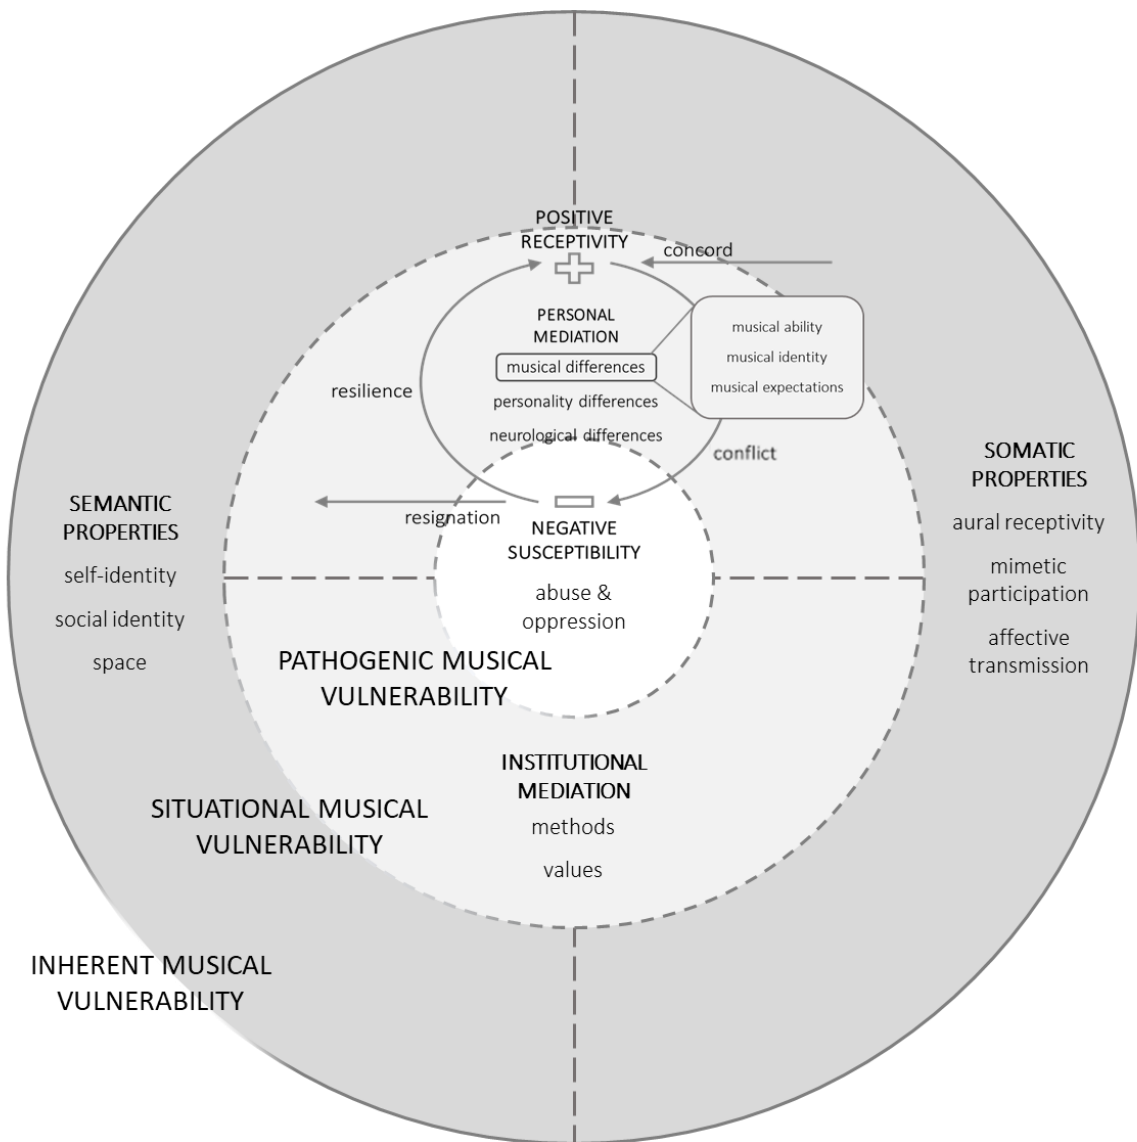 POSITIVE
RECEPTIVITY
concord
PERSONAL
MEDIATION
musical differences
personality differences
neurological differences
musical ability
musical identity
musical expectations
resilience
conflict
resignation
NEGATIVE
SUSCEPTIBILITY
abuse &
oppression
SEMANTIC
PROPERTIES
self-identity
social identity
space
SOMATIC
PROPERTIES
aural receptivity
mimetic
participation
affective
transmission
PATHOGENIC MUSICAL
VULNERABILITY
INSTITUTIONAL
MEDIATION
methods
values
SITUATIONAL MUSICAL
VULNERABILITY
INHERENT MUSICAL
VULNERABILITY